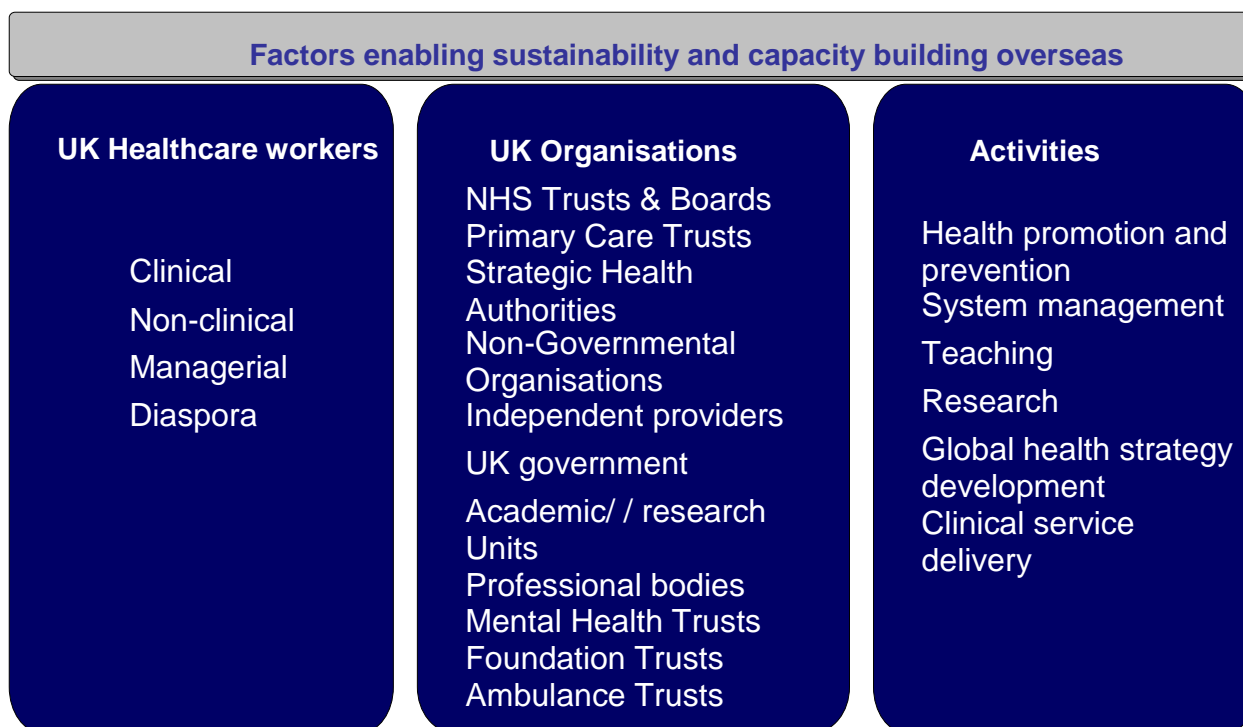 Factors enabling sustainability and capacity building overseas
UK Healthcare workers
Clinical
Non-clinical
Managerial
Diaspora
UK Organisations
NHS Trusts & Boards
Primary Care Trusts
Strategic Health
Authorities
Non-Governmental
Organisations
Independent providers
UK government
Academic/ / research
Units
Professional bodies
Mental Health Trusts
Foundation Trusts
Ambulance Trusts
Activities
Health promotion and
prevention
System management
Teaching
Research
Global health strategy
development
Clinical service
delivery